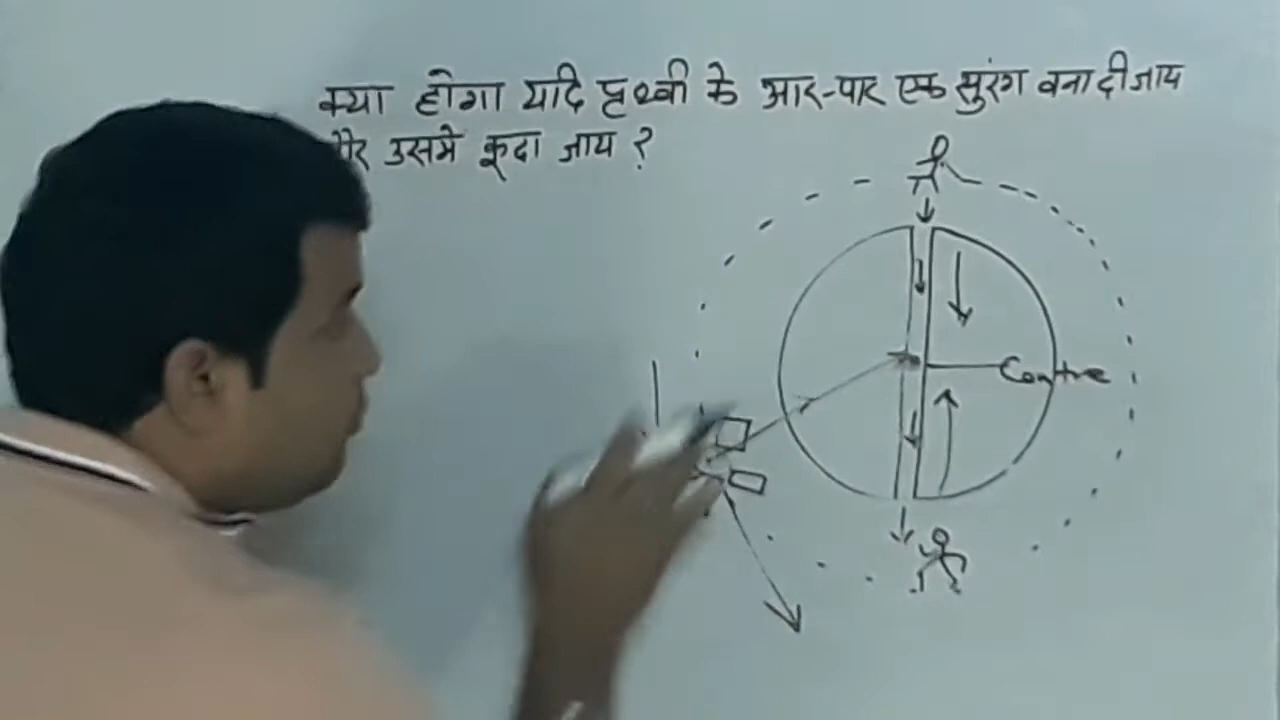 क्या होगा यदि पृथ्वी के आर-पार एक सुरंग बना दी जाय
उसमे कूदा जाय ?
Centre